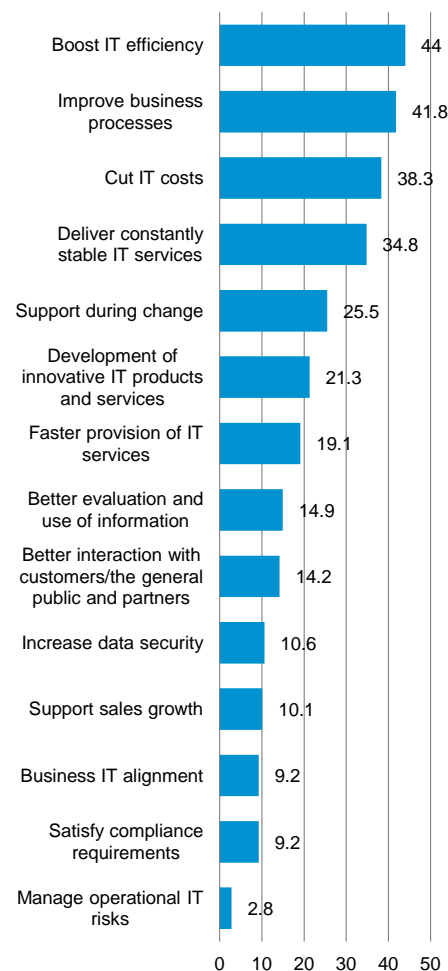 Boost IT efficiency 44
Improve business
processes 41.8
Cut IT costs 38.3
Deliver constantly
stable IT services 34.8
Support during change 25.5
Development of
innovative IT products
and services 21.3
Faster provision of IT
services 19.1
Better evaluation and
use of information 14.9
Better interaction with
customers/the general
public and partners 14.2
Increase data security 10.6
Support sales growth 10.1
Business IT alignment 9.2
Satisfy compliance
requirements 9.2
Manage operational IT
risks 2.8
0 10 20 30 40 50